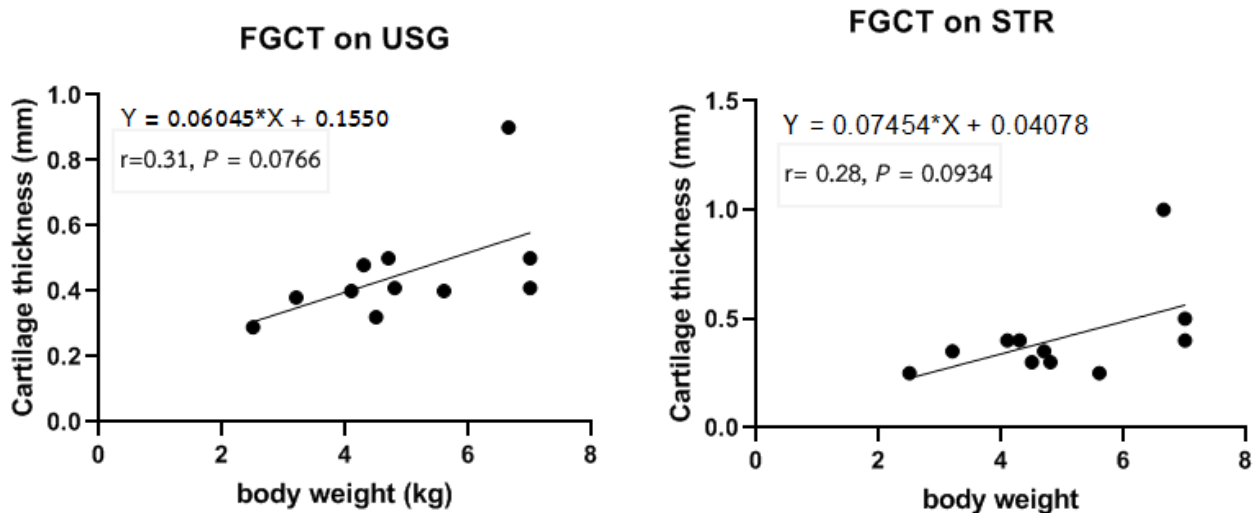 FGCT on USG
Y = 0.06045*X + 0.1550
r=0.31, P = 0.0766
Cartilage thickness (mm)
1.0
0.8
0.6
0.4
0.2
0.0
0 2 4 6 8
body weight (kg)
FGCT on STR
Y = 0.07454*X + 0.04078
r= 0.28, P = 0.0934
Cartilage thickness (mm)
1.5
1.0
0.5
0.0
0 2 4 6 8
body weight